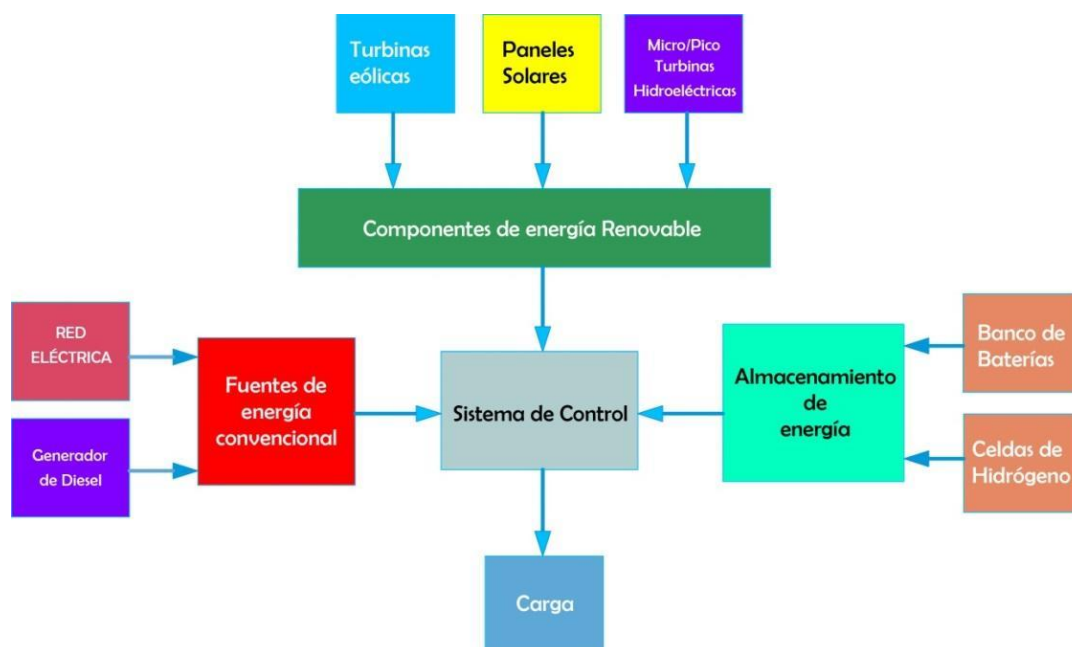 Turbinas
eólicas
Paneles
Solares
Micro/Pico
Turbinas
Hidroeléctricas
Componentes de energía Renovable
RED
ELÉCTRICA
Generador
de Diesel
Fuentes de
energía
convencional
Sistema de Control
Almacenamiento
de
energía
Banco de
Baterías
Celdas de
Hidrógeno
Carga